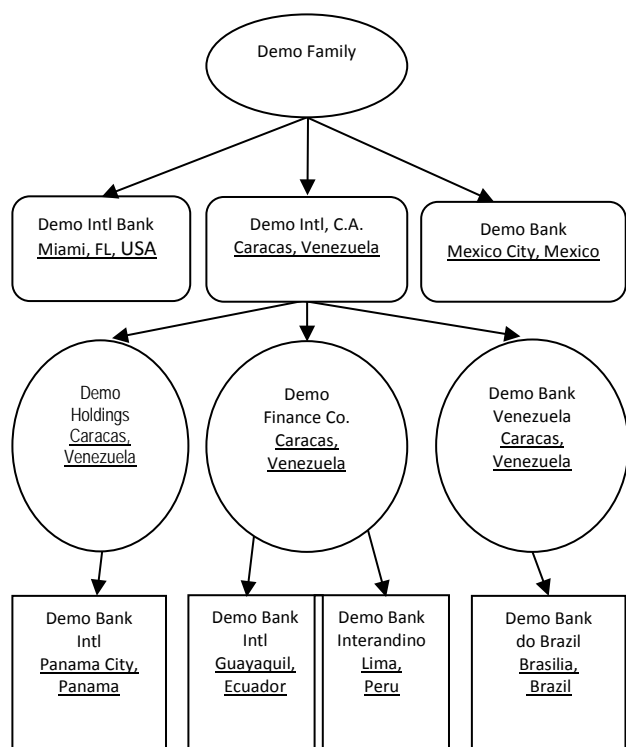 Demo Family
Demo Intl Bank
Miami, FL, USA
Demo Intl, C.A.
Caracas, Venezuela
Demo Bank
Mexico City, Mexico
Demo
Holdings
Caracas,
Venezuela
Demo
Finance Co.
Caracas,
Venezuela
Demo Bank
Venezuela
Caracas,
Venezuela
Demo Bank
Intl
Panama City,
Panama
Demo Bank
Intl
Guayaquil,
Ecuador
Demo Bank
Interandino
Lima,
Peru
Demo Bank
do Brazil
Brasilia,
Brazil